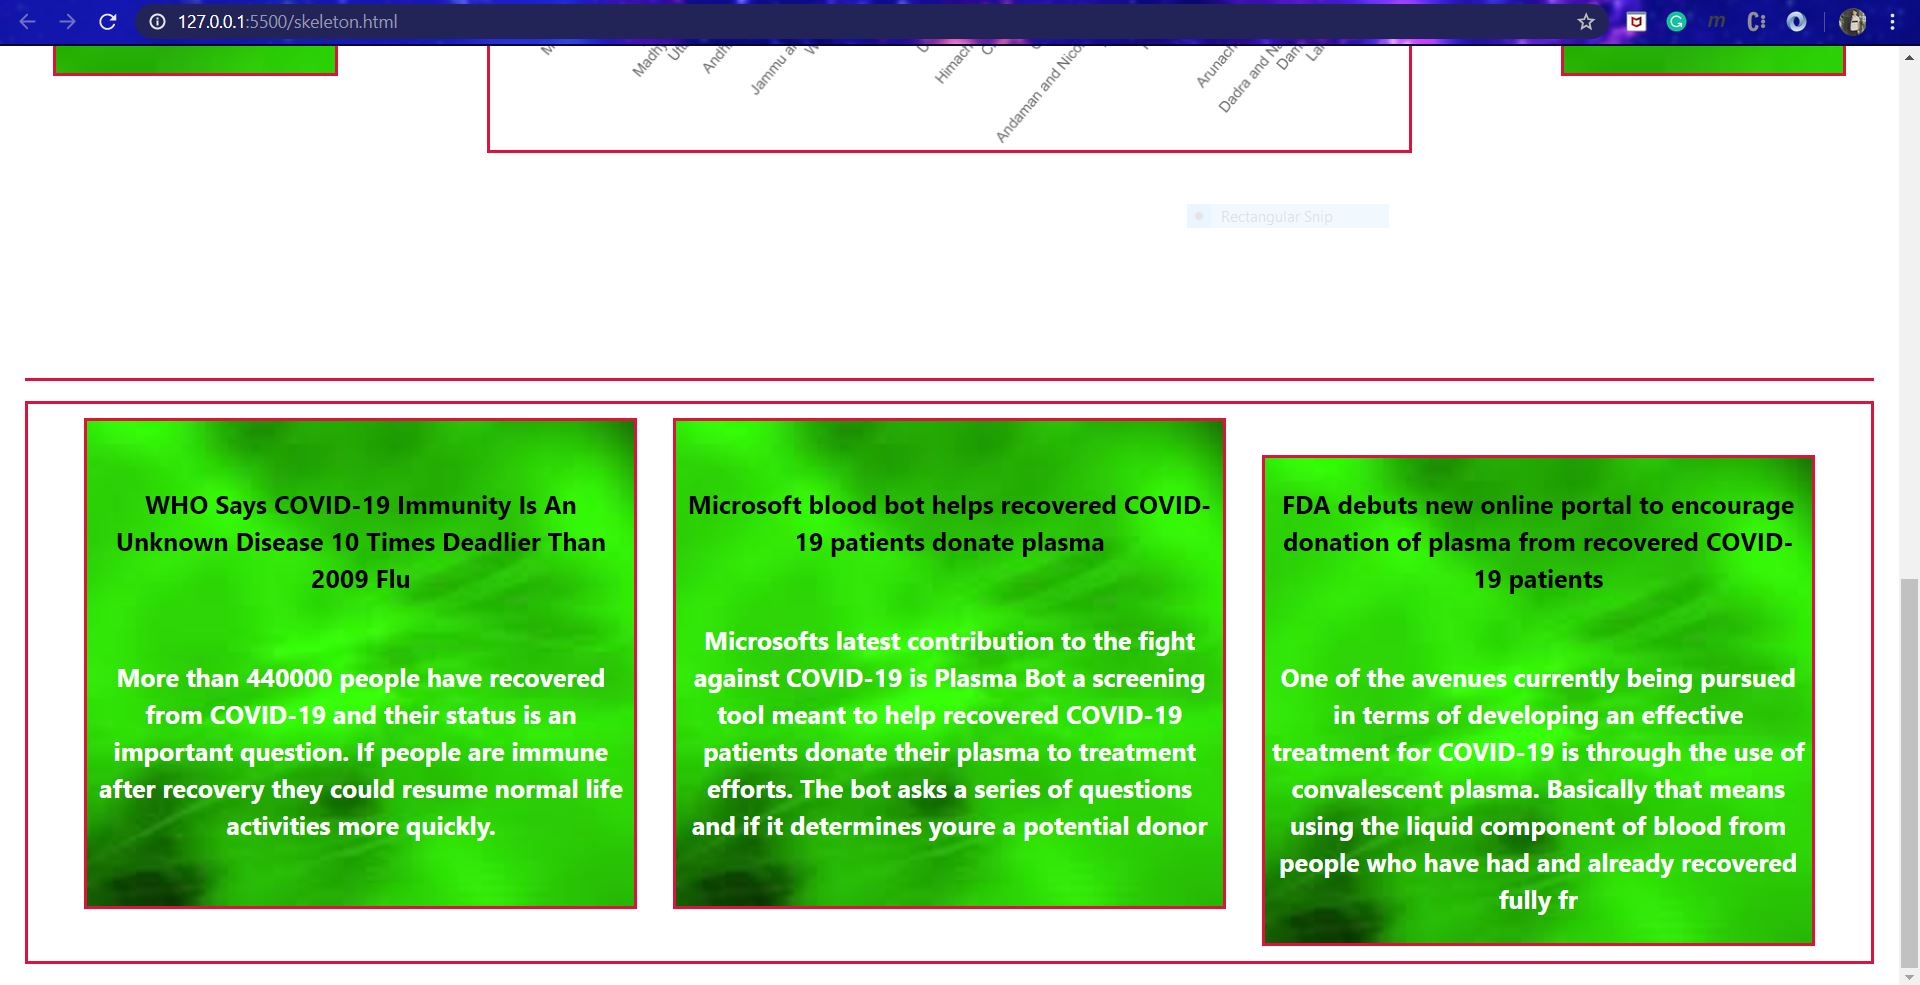 127.0.0.1:5500/skeleton.html
Madhy
Andh
Jammu a
Himach
Andaman and Nico
Arunach
Dadra and Na
Rectangular Snip
WHO Says COVID-19 Immunity Is An
Unknown Disease 10 Times Deadlier Than
2009 Flu
More than 440000 people have recovered
from COVID-19 and their status is an
important question. If people are immune
after recovery they could resume normal life
activities more quickly.
Microsoft blood bot helps recovered COVID-
19 patients donate plasma
Microsofts latest contribution to the fight
against COVID-19 is Plasma Bot a screening
tool meant to help recovered COVID-19
patients donate their plasma to treatment
efforts. The bot asks a series of questions
and if it determines youre a potential donor
FDA debuts new online portal to encourage
donation of plasma from recovered COVID-
19 patients
One of the avenues currently being pursued
in terms of developing an effective
treatment for COVID-19 is through the use of
convalescent plasma. Basically that means
using the liquid component of blood from
people who have had and already recovered
fully fr